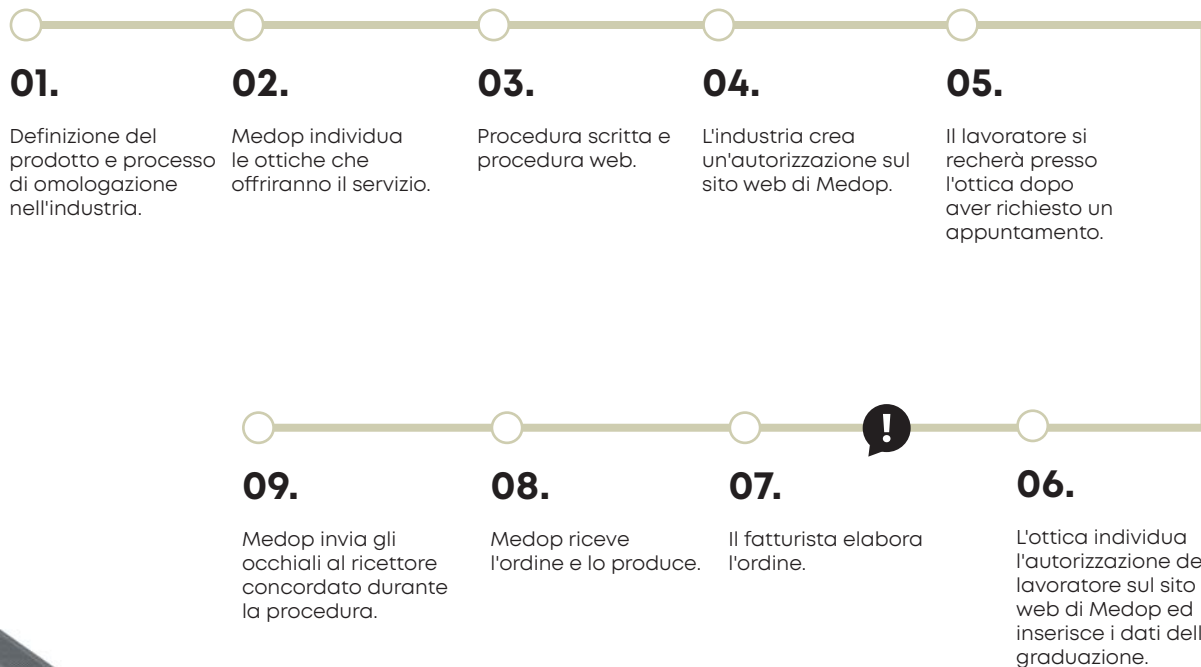 01.
Definizione del
prodotto e processo
di omologazione
nell'industria.
02.
Medop individua
le ottiche che
offriranno il servizio.
03.
Procedura scritta e
procedura web.
04.
L'industria crea
un'autorizzazione sul
sito web di Medop.
05.
Il lavoratore si
recherà presso
l'ottica dopo
aver richiesto un
appuntamento.
!
09.
Medop invia gli
occhiali al ricettore
concordato durante
la procedura.
08.
Medop riceve
l'ordine e lo produce.
07.
Il fatturista elabora
l'ordine.
06.
L'ottica individua
l'autorizzazione de
lavoratore sul sito
web di Medop ed
inserisce i dati dell
graduazione.